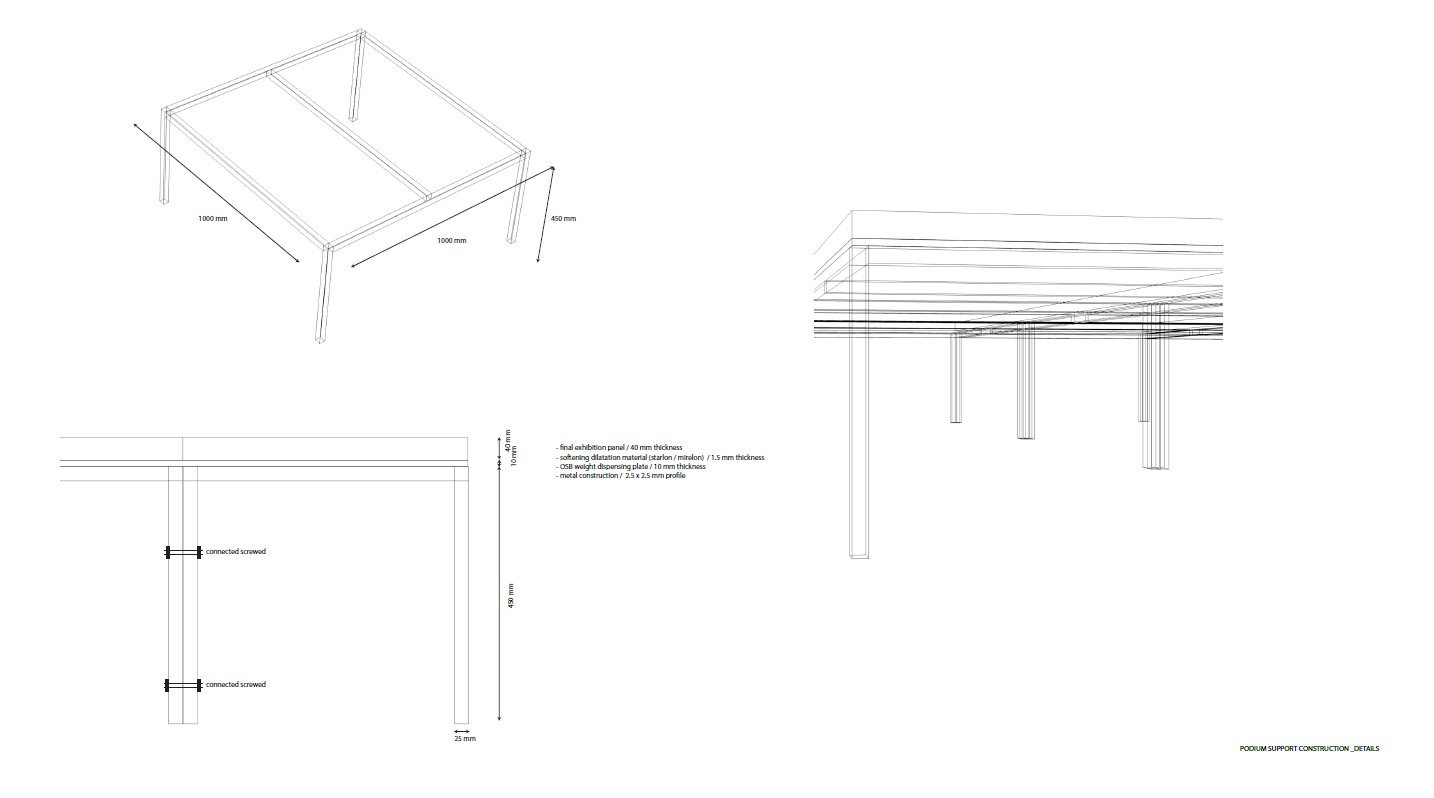 1000 mm
1000 mm
450 mm
40 mm
10 mm
- final exhibition panel / 40 mm thickness
- softening dilatation material (starlon / mirelon)  / 1.5 mm thickness
- OSB weight dispensing plate / 10 mm thickness
- metal construction /  2.5 x 2.5 mm profile
connected screwed
450 mm
connected screwed
25 mm
PODIUM SUPPORT CONSTRUCTION _DETAILS